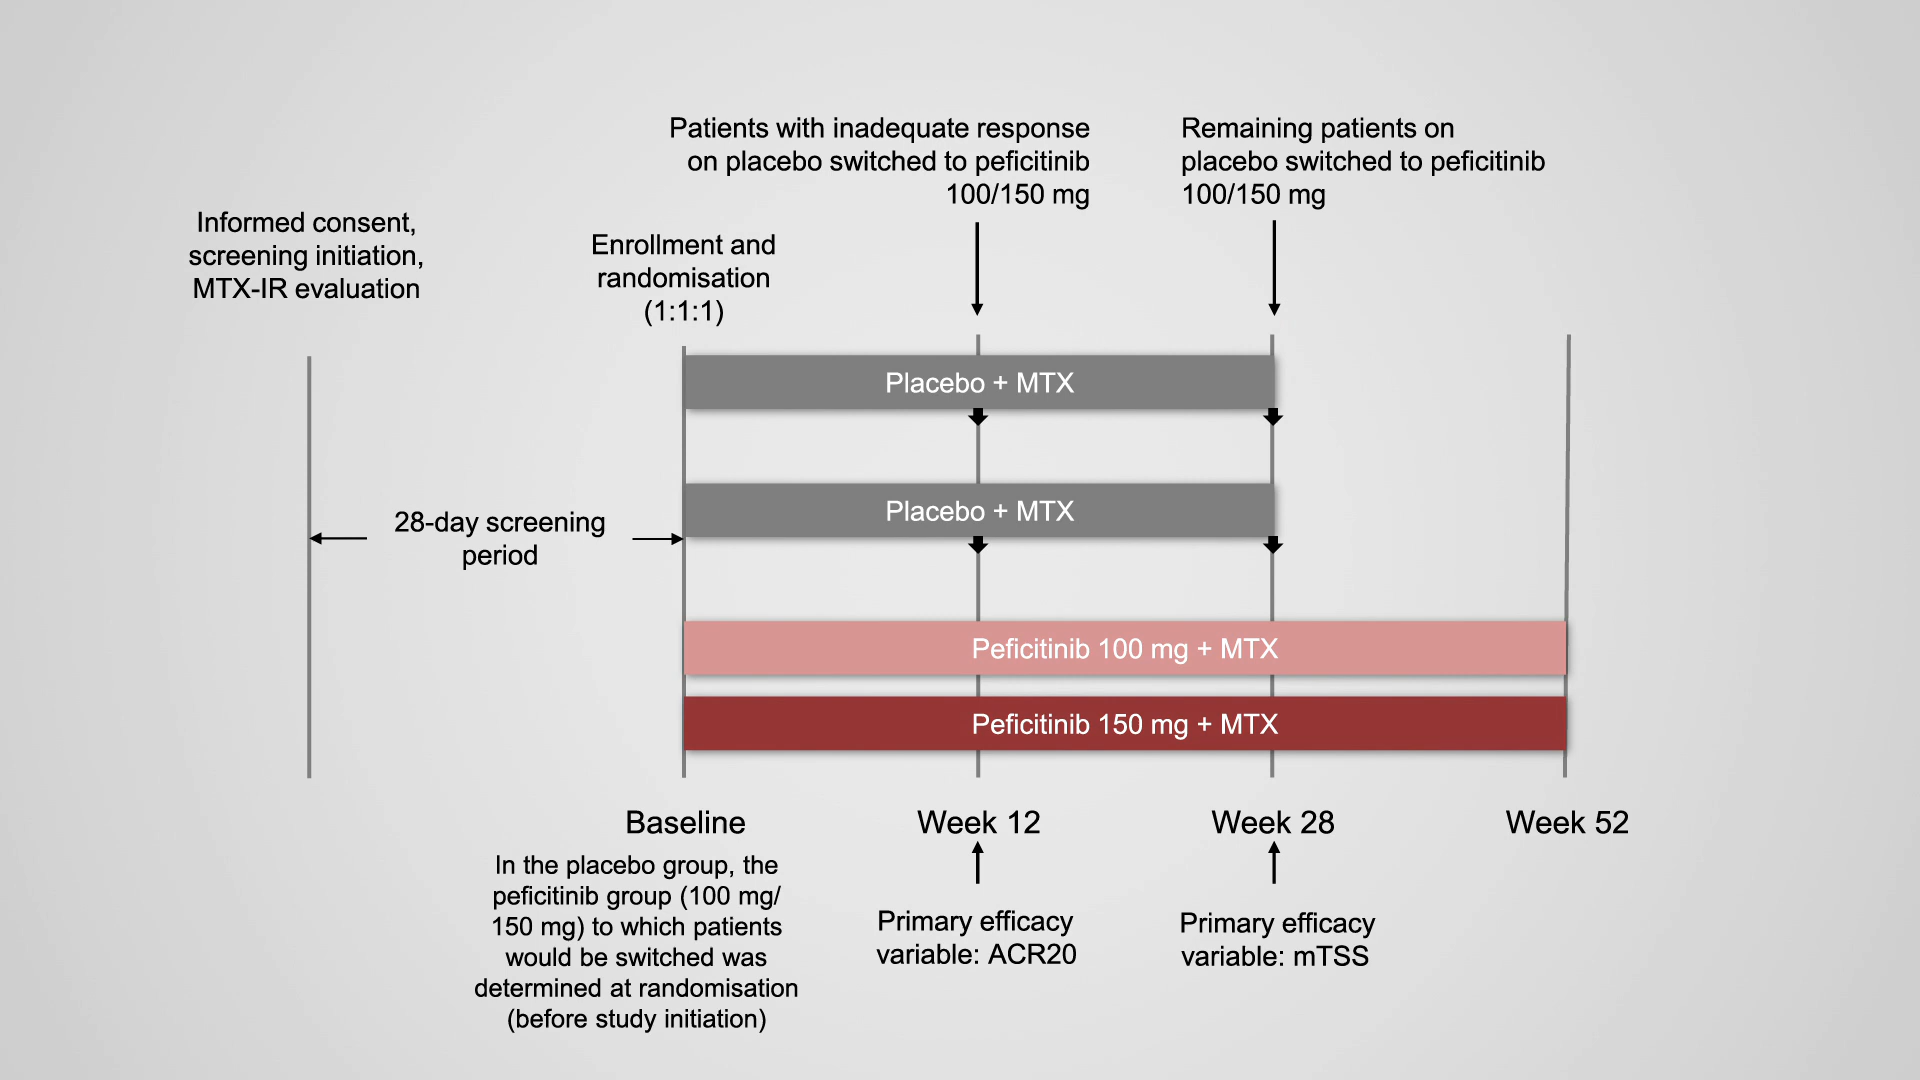 Patients with inadequate response
on placebo switched to peficitinib
100/150 mg
Remaining patients on
placebo switched to peficitinib
100/150 mg
Informed consent,
screening initiation,
MTX-IR evaluation
Enrollment and
randomisation
(1:1:1)
Placebo + MTX
Placebo + MTX
28-day screening
period
Peficitinib 100 mg + MTX
Peficitinib 150 mg + MTX
Baseline
Week 12
Week 28
Week 52
In the placebo group, the
peficitinib group (100 mg/
150 mg) to which patients
would be switched was
determined at randomisation
(before study initiation)
Primary efficacy
variable: ACR20
Primary efficacy
variable: mTSS